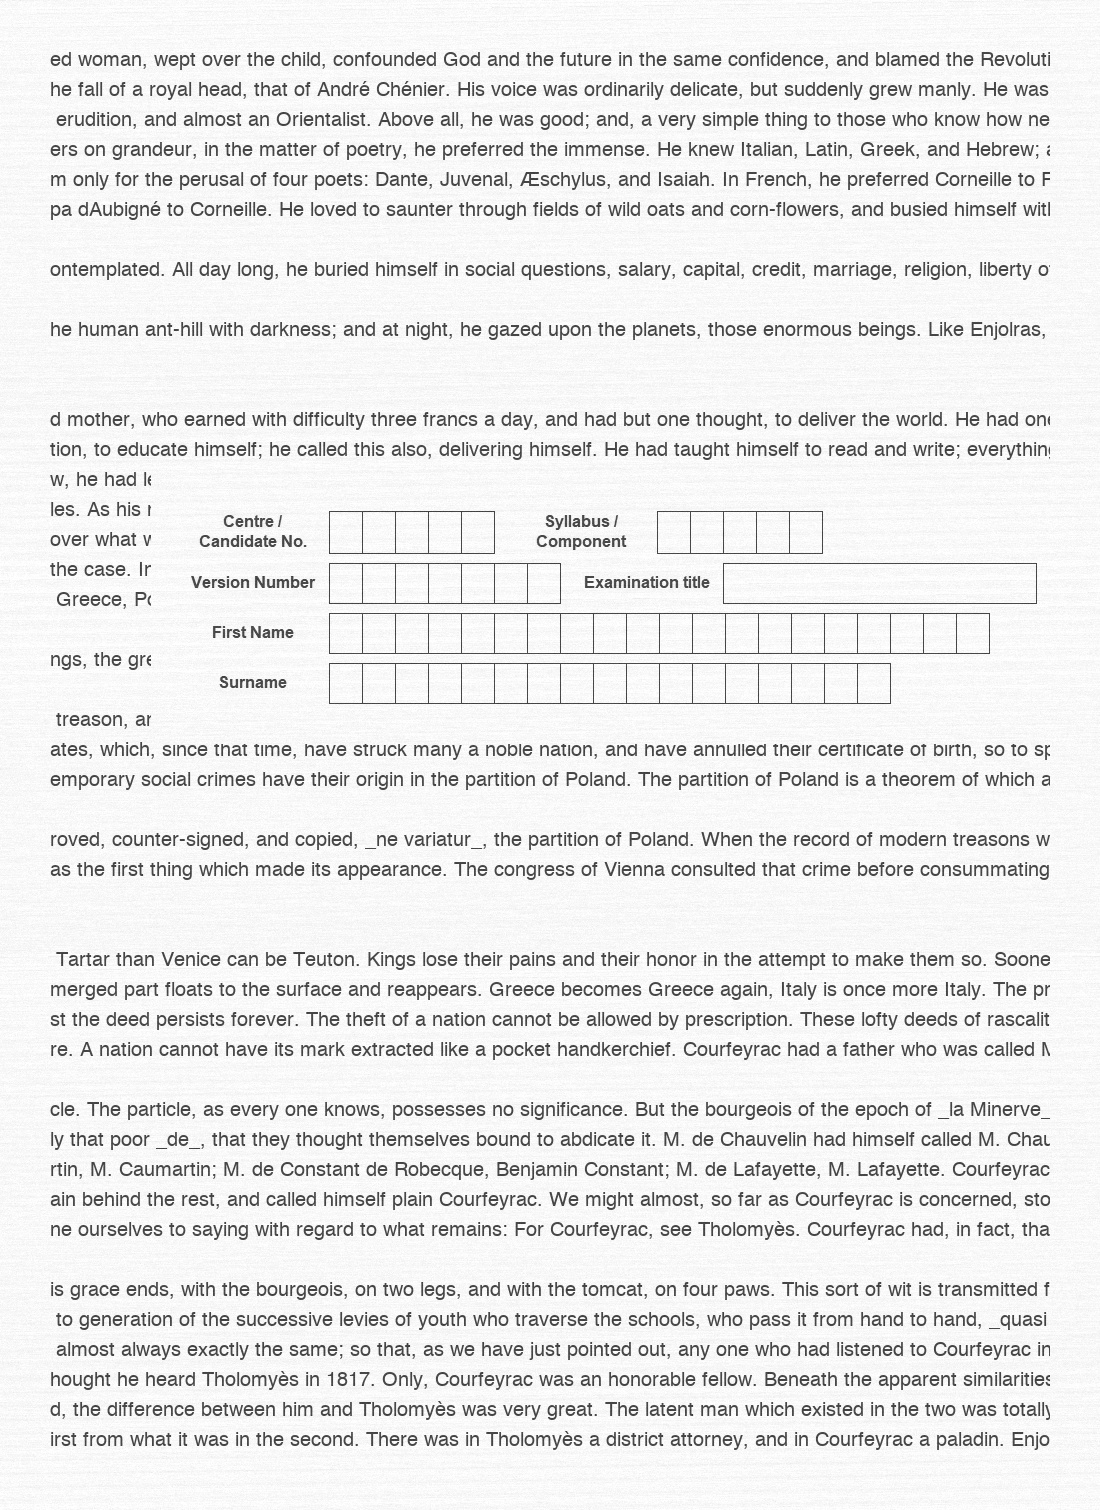 ed woman, wept over the child, confounded God and the future in the same confidence, and blamed the Revoluti
he fall of a royal head, that of André Chénier. His voice was ordinarily delicate, but suddenly grew manly. He was
erudition, and almost an Orientalist. Above all, he was good; and, a very simple thing to those who know how ne
ers on grandeur, in the matter of poetry, he preferred the immense. He knew Italian, Latin, Greek, and Hebrew;
m only for the perusal of four poets: Dante, Juvenal, Æschylus, and Isaiah. In French, he preferred Corneille to
pa dAubigné to Corneille. He loved to saunter through fields of wild oats and corn-flowers, and busied himself with
ontemplated. All day long, he buried himself in social questions, salary, capital, credit, marriage, religion, liberty o
he human ant-hill with darkness; and at night, he gazed upon the planets, those enormous beings. Like Enjolras,
d mother, who earned with difficulty three francs a day, and had but one thought, to deliver the world. He had one
tion, to educate himself; he called this also, delivering himself. He had taught himself to read and write; everything
w, he had le
les. As his
over what w
the case. In
Greece, Po
ngs, the gre
treason, an
Centre / Syllabus /
Candidate No. Component
Version Number Examination title
First Name
Surname
ates, which, since that time, have struck many a noble nation, and have annulled their certificate of birth, so to sp
emporary social crimes have their origin in the partition of Poland. The partition of Poland is a theorem of which a
roved, counter-signed, and copied, _ne variatur_, the partition of Poland. When the record of modern treasons w
as the first thing which made its appearance. The congress of Vienna consulted that crime before consummating
Tartar than Venice can be Teuton. Kings lose their pains and their honor in the attempt to make them so. Soone
merged part floats to the surface and reappears. Greece becomes Greece again, Italy is once more Italy. The pr
st the deed persists forever. The theft of a nation cannot be allowed by prescription. These lofty deeds of rascalit
re. A nation cannot have its mark extracted like a pocket handkerchief. Courfeyrac had a father who was called M
cle. The particle, as every one knows, possesses no significance. But the bourgeois of the epoch of _la Minerve_
ly that poor _de_, that they thought themselves bound to abdicate it. M. de Chauvelin had himself called M. Chau
rtin, M. Caumartin; M. de Constant de Robecque, Benjamin Constant; M. de Lafayette, M. Lafayette. Courfeyrac
ain behind the rest, and called himself plain Courfeyrac. We might almost, so far as Courfeyrac is concerned, sto
ne ourselves to saying with regard to what remains: For Courfeyrac, see Tholomyès. Courfeyrac had, in fact, tha
is grace ends, with the bourgeois, on two legs, and with the tomcat, on four paws. This sort of wit is transmitted f
to generation of the successive levies of youth who traverse the schools, who pass it from hand to hand, _quasi
almost always exactly the same; so that, as we have just pointed out, any one who had listened to Courfeyrac in
hought he heard Tholomyès in 1817. Only, Courfeyrac was an honorable fellow. Beneath the apparent similarities
d, the difference between him and Tholomyès was very great. The latent man which existed in the two was totally
irst from what it was in the second. There was in Tholomyès a district attorney, and in Courfeyrac a paladin. Enjo